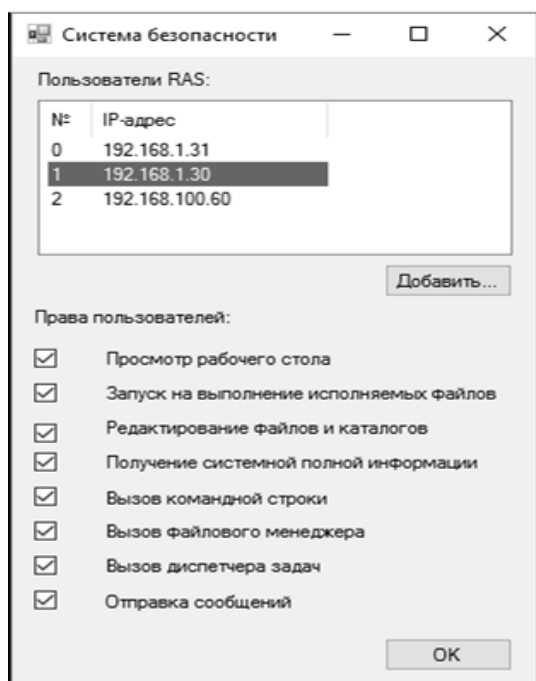 Система безопасности
Пользователи RAS:
№ IP-адрес
0 192.168.1.31
1 192.168.1.30
2 192.168.100.60
Добавить...
Права пользователей:
Просмотр рабочего стола
Запуск на выполнение исполняемых файлов
Редактирование файлов и каталогов
Получение системной полной информации
Вызов командной строки
Вызов файлового менеджера
Вызов диспетчера задач
Отправка сообщений
OK